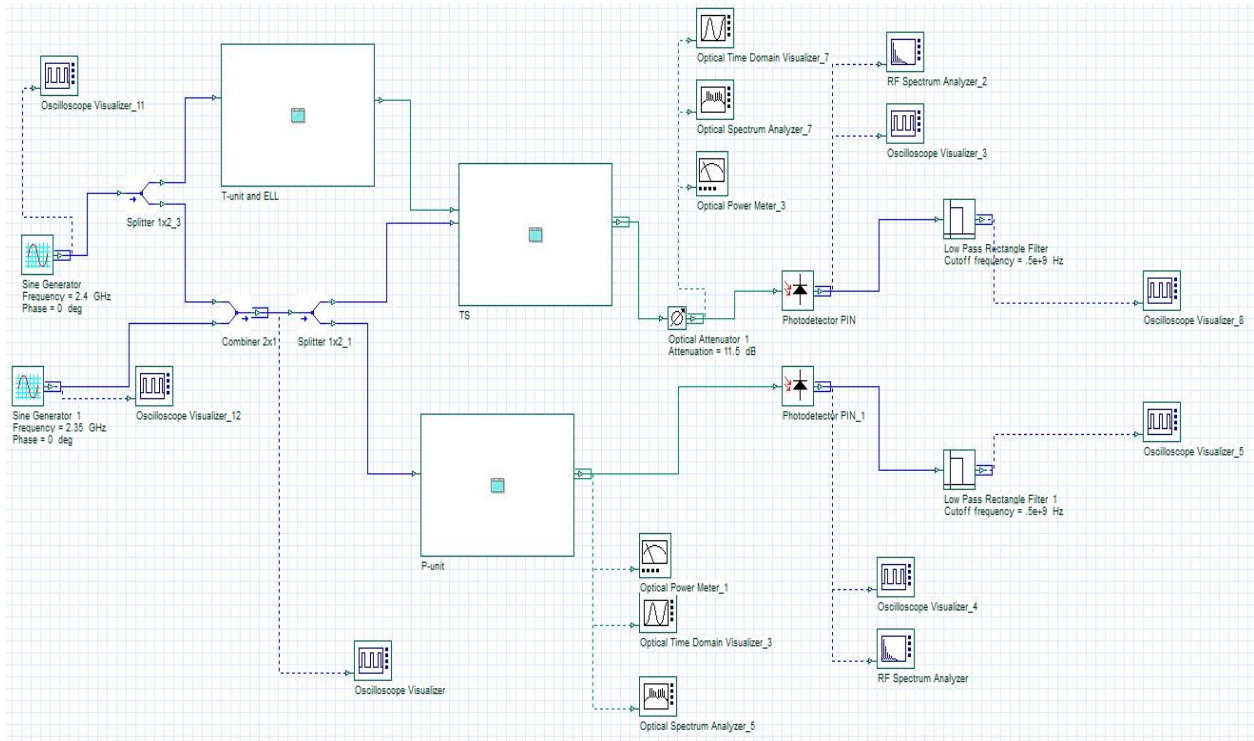 Optical Time Domain Visualizer_7
RF Spectrum Analyzer_2
Oscilloscope Visualizer_11
Optical Spectrum Analyzer_7
Oscilloscope Visualizer_3
T-unit and ELL
Optical Power Meter_3
Splitter 1x2_3
Low Pass Rectangle Filter
Cutoff frequency = .5e+9 Hz
Sine Generator
Frequency = 2.4 GHz
Phase = 0 deg
TS
Photodetector PIN
Oscilloscope Visualizer_8
Combiner 2x1
Splitter 1x2_1
Optical Attenuator 1
Attenuation = 11.5 dB
Sine Generator 1
Frequency = 2.35 GHz
Phase = 0 deg
Oscilloscope Visualizer_12
Photodetector PIN_1
Oscilloscope Visualizer_5
Low Pass Rectangle Filter 1
Cutoff frequency = .5e+9 Hz
P-unit
Optical Power Meter_1
Oscilloscope Visualizer_4
Optical Time Domain Visualizer_3
RF Spectrum Analyzer
Oscilloscope Visualizer
Optical Spectrum Analyzer_5